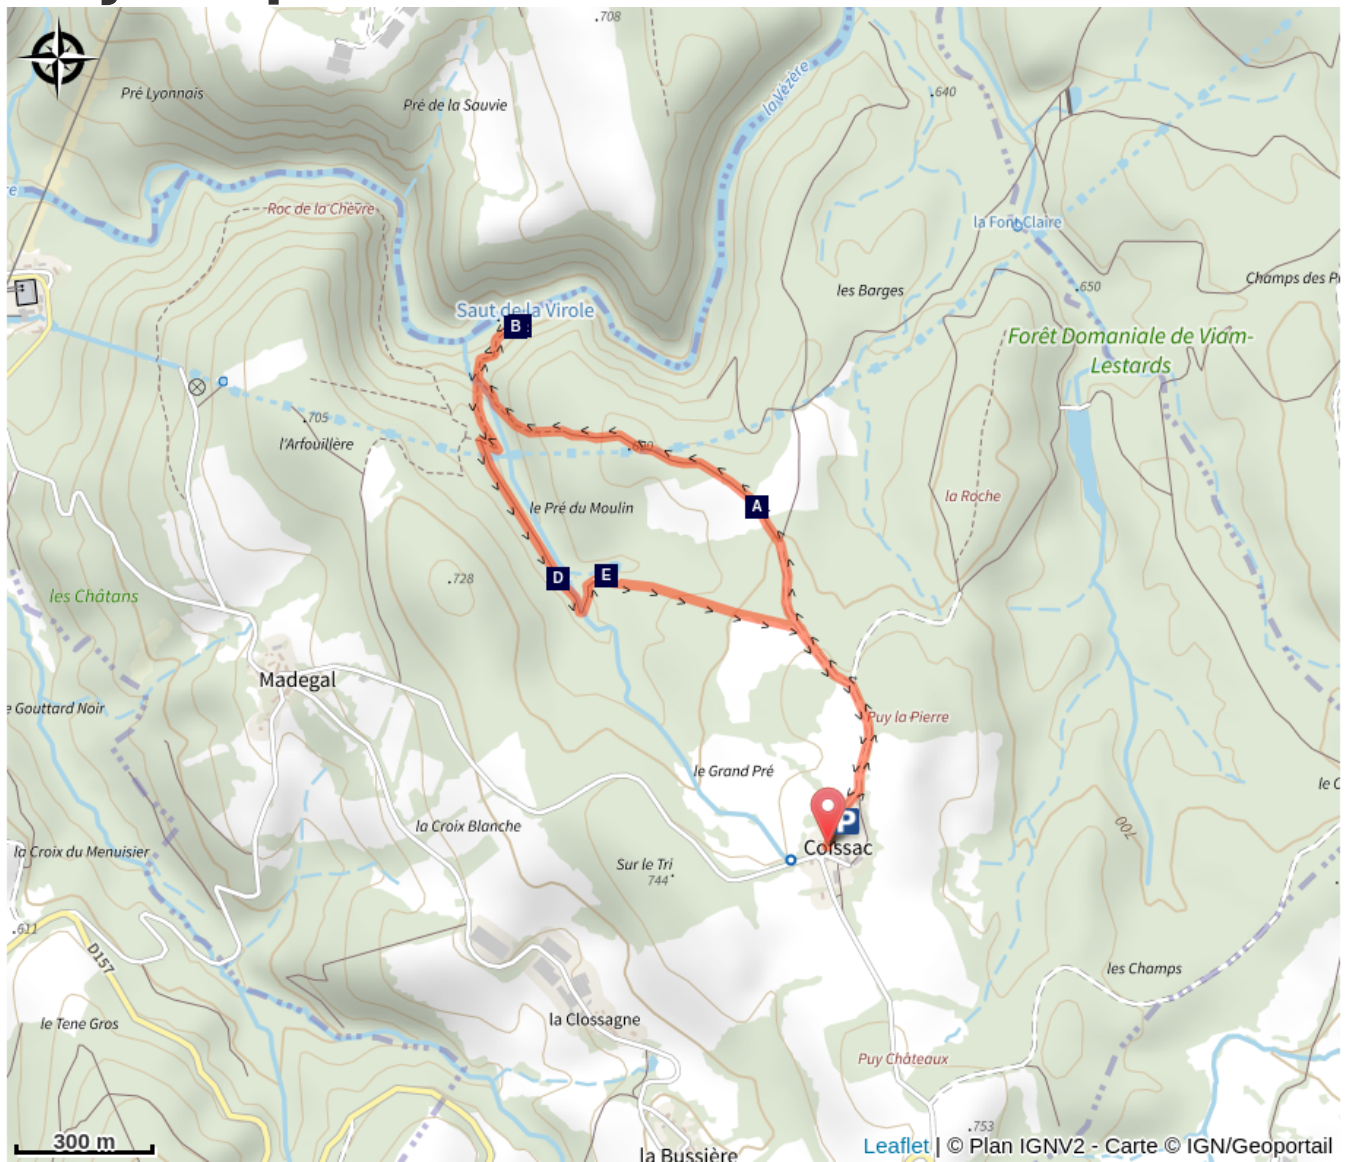 .708
Pré Lyonnais
Pré de la Sauvie
la Vézère
.640
Roc de la Chèvre
la Font Claire
Champs des P
les Barges
.650
Saut de la Virole
B
Forêt Domaniale de Viam-
Lestards
.705
l'Arfouillère
la Roche
A
le Pré du Moulin
.728
D
E
les Châtans
Madegal
e Gouttard Noir
Puy la Pierre
le Grand Pré
le C
P
la Croix Blanche
700
Coissac
la Croix du Menuisier
Sur le Tri
744
.611
D157
les Champs
le Tene Gros
la Clossagne
Puy Châteaux
.753
300 m
la Bussière
Leaflet | © Plan IGNV2 - Carte © IGN/Geoportail